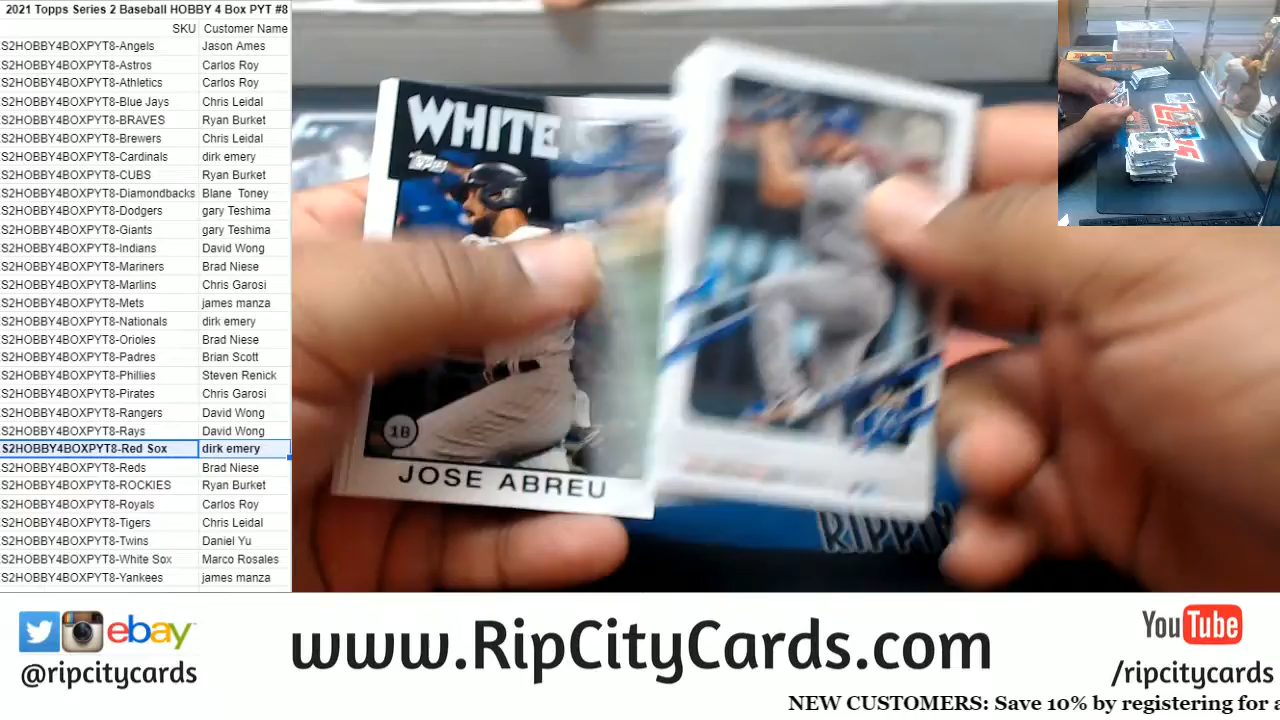 2021 Topps Series 2 Baseball HOBBY 4 Box PYT #8
SKU Customer Name
S2HOBBY4BOXPYT8-Angels Jason Ames
S2HOBBY4BOXPYT8-Astros Carlos Roy
S2HOBBY4BOXPYT8-Athletics Carlos Roy
S2HOBBY4BOXPYT8-Blue Jays Chris Leidal
S2HOBBY4BOXPYT8-BRAVES Ryan Burket
S2HOBBY4BOXPYT8-Brewers Chris Leidal
S2HOBBY4BOXPYT8-Cardinals dirk emery
S2HOBBY4BOXPYT8-CUBS Ryan Burket
S2HOBBY4BOXPYT8-Diamondbacks Blane Toney
S2HOBBY4BOXPYT8-Dodgers gary Teshima
S2HOBBY4BOXPYT8-Giants gary Teshima
S2HOBBY4BOXPYT8-Indians David Wong
S2HOBBY4BOXPYT8-Mariners Brad Niese
S2HOBBY4BOXPYT8-Marlins Chris Garosi
S2HOBBY4BOXPYT8-Mets james manza
S2HOBBY4BOXPYT8-Nationals dirk emery
S2HOBBY4BOXPYT8-Orioles Brad Niese
S2HOBBY4BOXPYT8-Padres Brian Scott
S2HOBBY4BOXPYT8-Phillies Steven Renick
S2HOBBY4BOXPYT8-Pirates Chris Garosi
S2HOBBY4BOXPYT8-Rangers David Wong
S2HOBBY4BOXPYT8-Rays David Wong
S2HOBBY4BOXPYT8-Red Sox dirk emery
S2HOBBY4BOXPYT8-Reds Brad Niese
S2HOBBY4BOXPYT8-ROCKIES Ryan Burket
S2HOBBY4BOXPYT8-Royals Carlos Roy
S2HOBBY4BOXPYT8-Tigers Chris Leidal
S2HOBBY4BOXPYT8-Twins Daniel Yu
S2HOBBY4BOXPYT8-White Sox Marco Rosales
S2HOBBY4BOXPYT8-Yankees james manza
WHITE
Topps
1B
JOSE ABREU
RIPPIN
ebay
@ripcitycards
www.RipCityCards.com
YouTube
/ripcitycards
NEW CUSTOMERS: Save 10% by registering for a